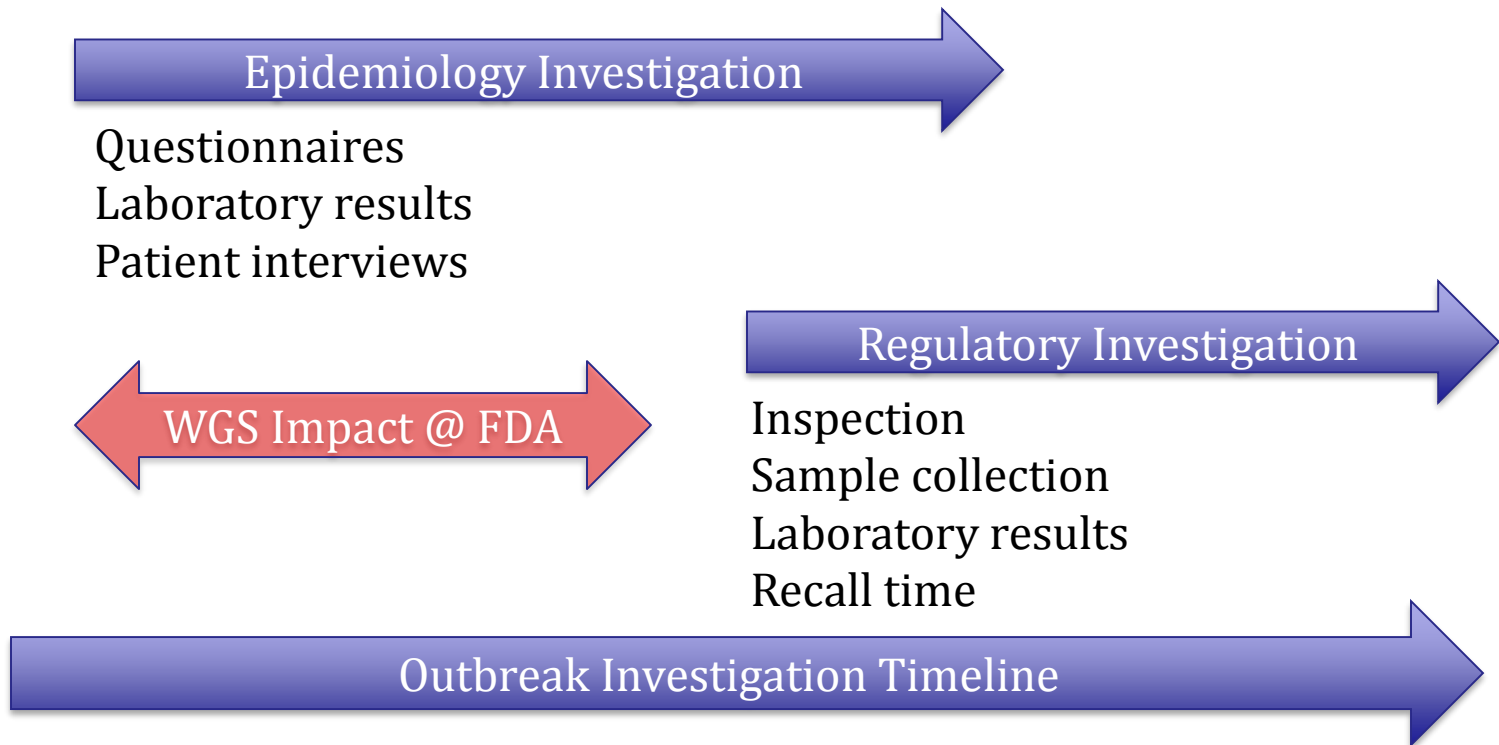 Epidemiology Investigation
Questionnaires
Laboratory results
Patient interviews
Regulatory Investigation
WGS Impact @ FDA
Inspection
Sample collection
Laboratory results
Recall time
Outbreak Investigation Timeline